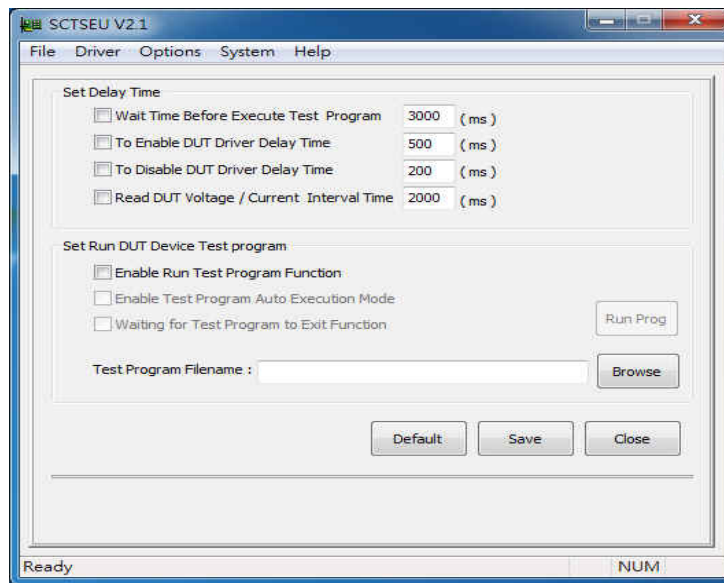 SCTSEU V2.1
File Driver Options System Help
Set Delay Time
Wait Time Before Execute Test Program 3000 ( ms )
To Enable DUT Driver Delay Time 500 ( ms )
To Disable DUT Driver Delay Time 200 ( ms )
Read DUT Voltage / Current Interval Time 2000 ( ms )
Set Run DUT Device Test program
Enable Run Test Program Function
Enable Test Program Auto Execution Mode
Waiting for Test Program to Exit Function
Run Prog
Test Program Filename : Browse
Default Save Close
Ready NUM